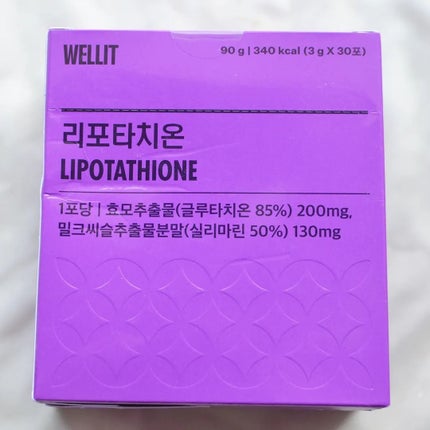 WELLIT
90 g | 340 kcal (3 g X 30포)
리포타치온
LIPOTATHIONE
1포당 | 효모추출물(글루타치온 85%) 200mg,
밀크씨슬추출물분말(실리마린 50%) 130mg